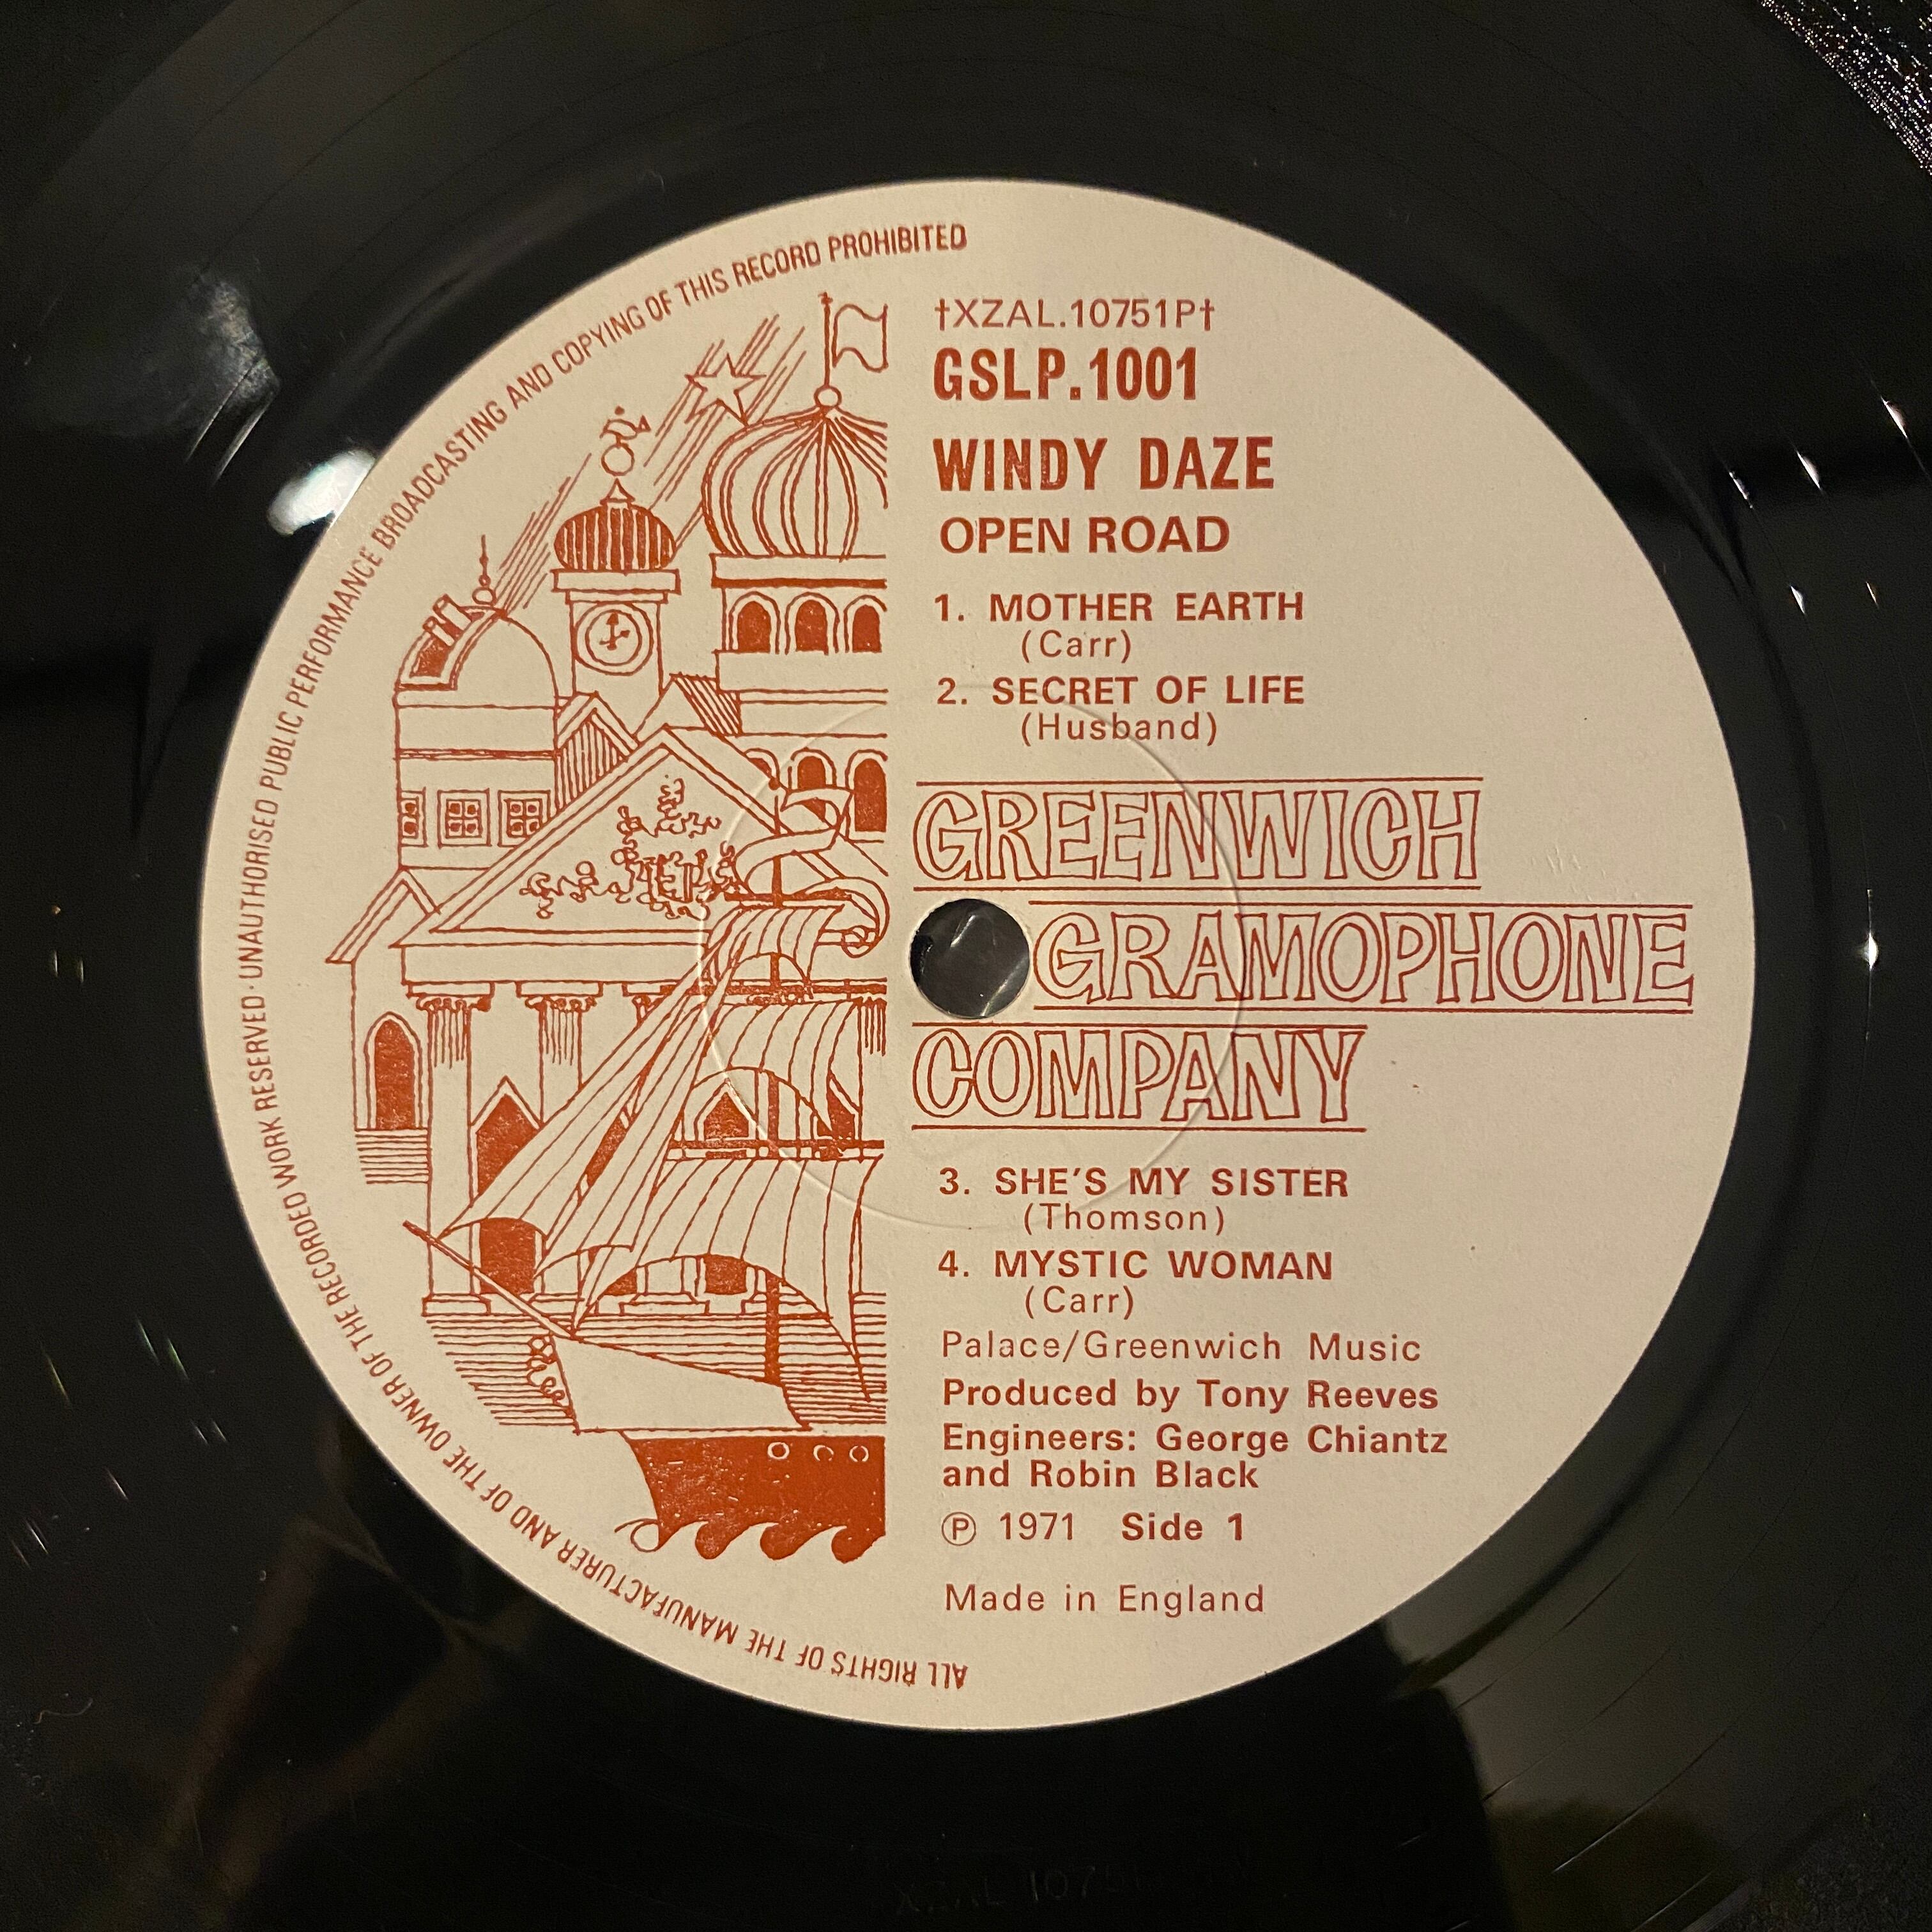 ALL RIGHTS OF THE MANUFACTURER AND OF THE OWNER OF THE RECORDED WORK RESERVED · UNAUTHORISED PUBLIC PERFORMANCE BROADCASTING AND COPYING OF THIS RECORD PROHIBITED
†XZAL.10751P†
GSLP.1001
WINDY DAZE
OPEN ROAD
1. MOTHER EARTH
(Carr)
2. SECRET OF LIFE
(Husband)
GREENWICH
GRAMOPHONE
COMPANY
3. SHE'S MY SISTER
(Thomson)
4. MYSTIC WOMAN
(Carr)
Palace/Greenwich Music
Produced by Tony Reeves
Engineers: George Chiantz
and Robin Black
Ⓟ 1971 Side 1
Made in England
XZAL 1075